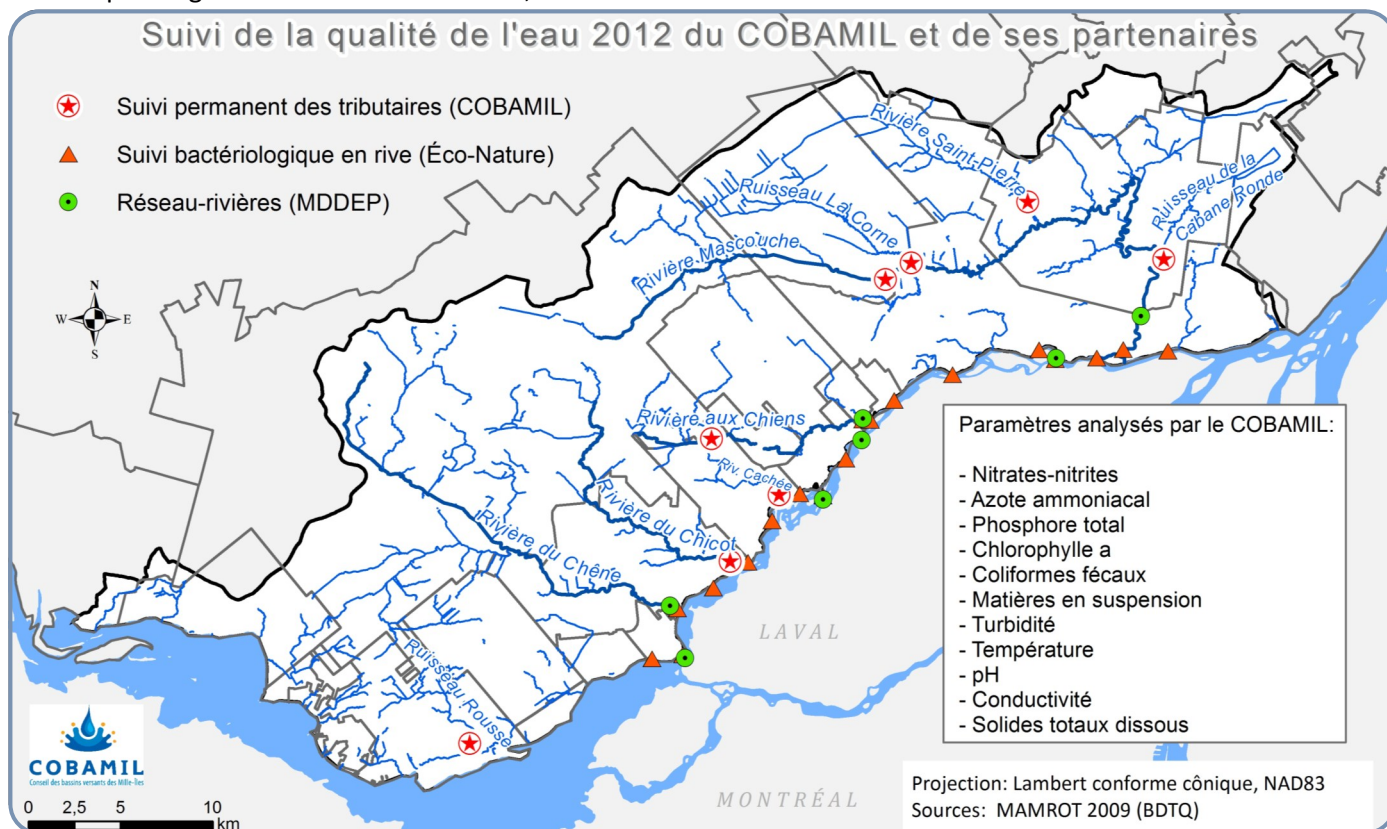 Suivi de la qualité de l'eau 2012 du COBAMIL et de ses partenaires
Suivi permanent des tributaires (COBAMIL)
Suivi bactériologique en rive (Éco-Nature)
Réseau-rivières (MDDEP)
Rivière Saint-Pierre
Ruisseau de la
Cabane Ronde
Ruisseau La Corne
Rivière Mascouche
N
W
E
S
Rivière aux Chiens
Riv. Cachée
Rivière du Chicot
Rivière du Chêne
Ruisseau Rousse
LAVAL
MONTRÉAL
Paramètres analysés par le COBAMIL:
- Nitrates-nitrites
- Azote ammoniacal
- Phosphore total
- Chlorophylle a
- Coliformes fécaux
- Matières en suspension
- Turbidité
- Température
- pH
- Conductivité
- Solides totaux dissous
COBAMIL
Conseil des bassins versants des Mille-Îles
0 2,5 5 10
km
Projection: Lambert conforme cônique, NAD83
Sources: MAMROT 2009 (BDTQ)